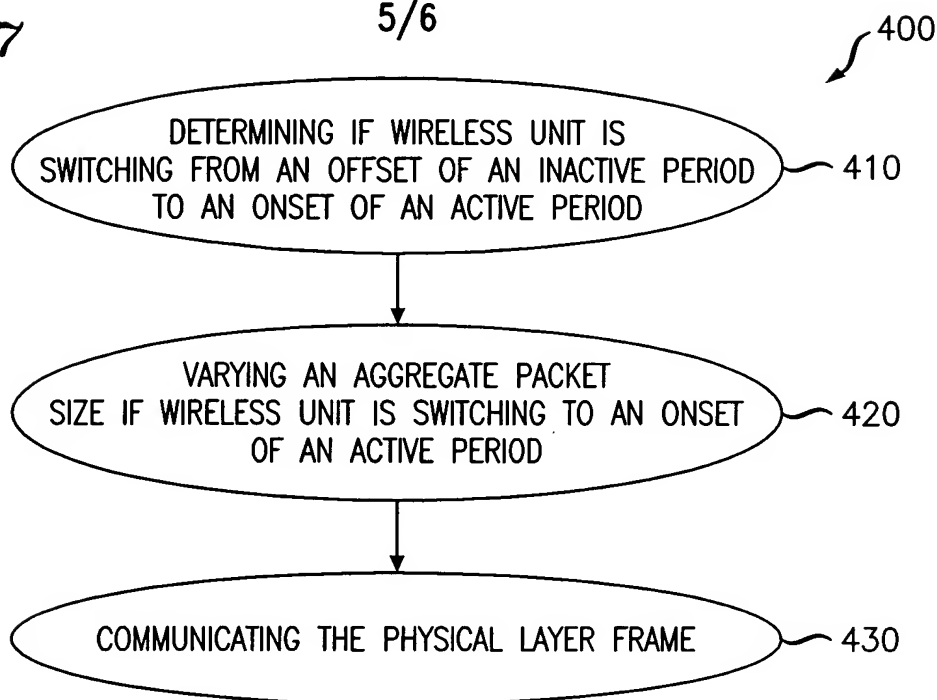 7
5/6
400
DETERMINING IF WIRELESS UNIT IS
SWITCHING FROM AN OFFSET OF AN INACTIVE PERIOD
TO AN ONSET OF AN ACTIVE PERIOD
410
VARYING AN AGGREGATE PACKET
SIZE IF WIRELESS UNIT IS SWITCHING TO AN ONSET
OF AN ACTIVE PERIOD
420
COMMUNICATING THE PHYSICAL LAYER FRAME
430